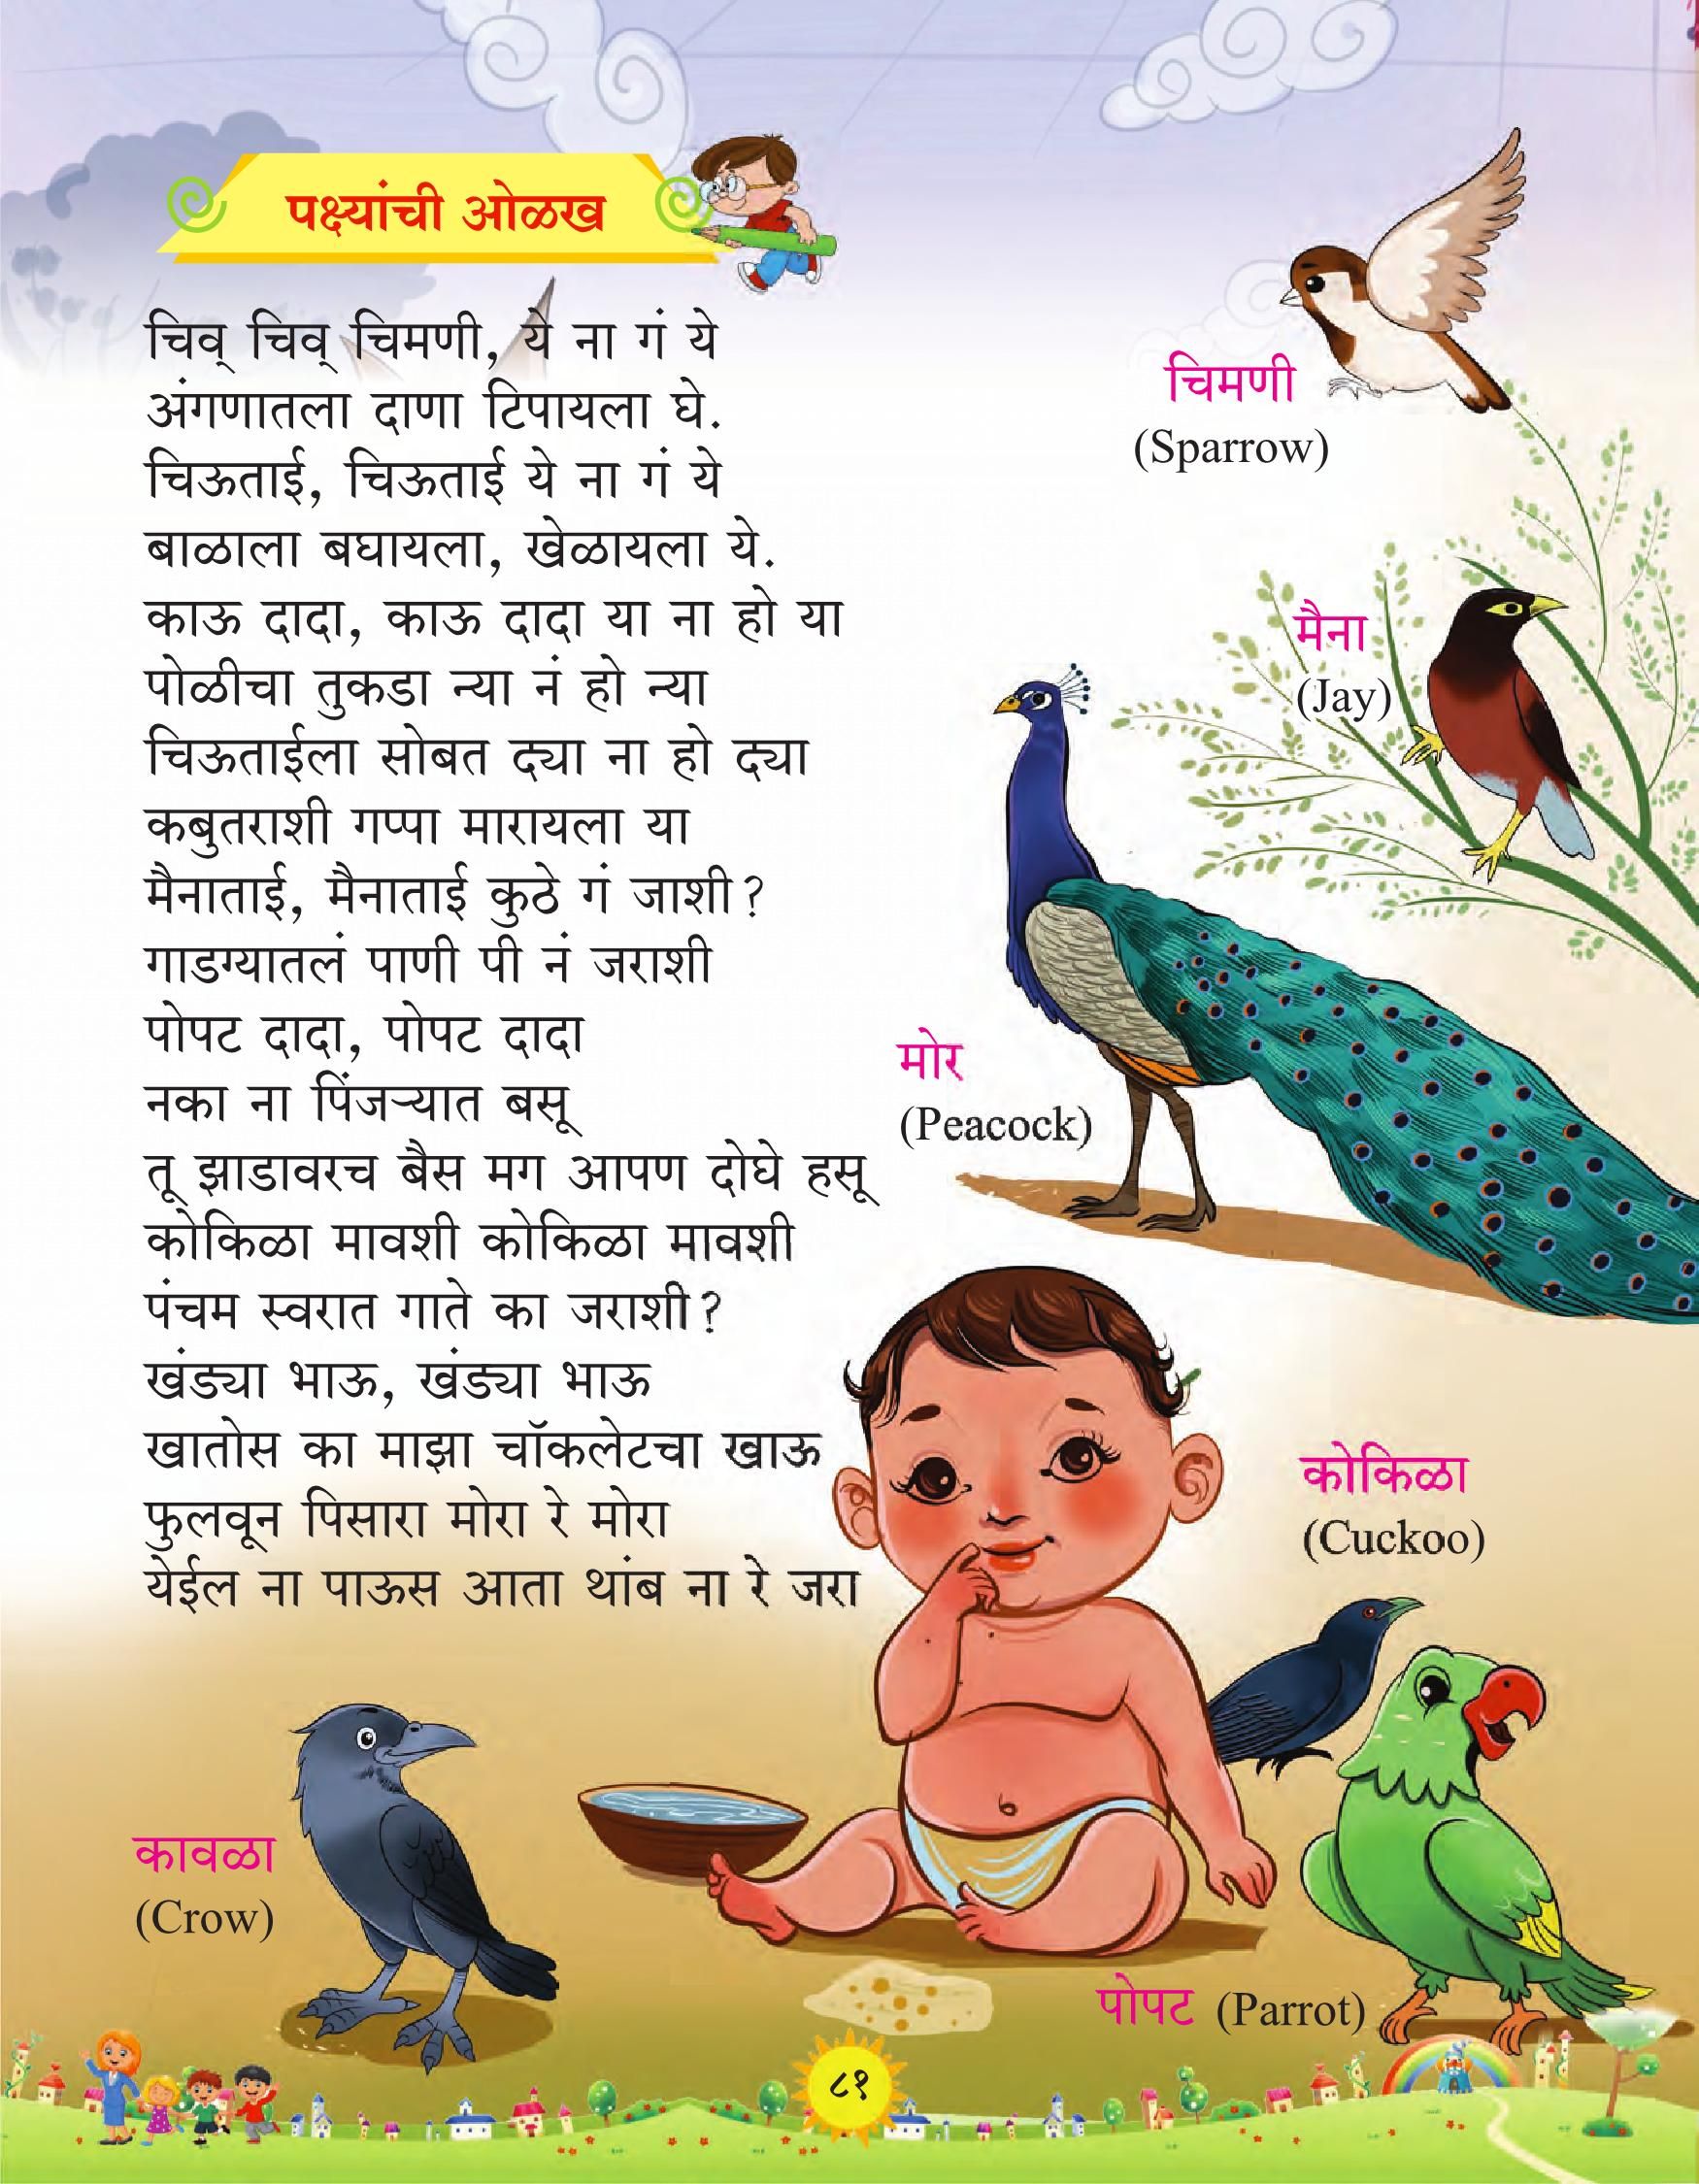 पक्ष्यांची ओळख
चिव् चिव् चिमणी, ये ना गं ये
अंगणातला दाणा टिपायला घे.
चिऊताई, चिऊताई ये ना गं ये
बाळाला बघायला, खेळायला ये.
काऊ दादा, काऊ दादा या ना हो या
पोळीचा तुकडा न्या नं हो न्या
चिऊताईला सोबत द्या ना हो द्या
कबुतराशी गप्पा मारायला या
मैनाताई, मैनाताई कुठे गं जाशी?
गाडग्यातलं पाणी पी नं जराशी
पोपट दादा, पोपट दादा
नका ना पिंजऱ्यात बसू
तू झाडावरच बैस मग आपण दोघे हसू
कोकिळा मावशी कोकिळा मावशी
पंचम स्वरात गाते का जराशी?
खंड्या भाऊ, खंड्या भाऊ
खातोस का माझा चॉकलेटचा खाऊ
फुलवून पिसारा मोरा रे मोरा
येईल ना पाऊस आता थांब ना रे जरा
चिमणी
(Sparrow)
मैना
(Jay)
मोर
(Peacock)
कोकिळा
(Cuckoo)
कावळा
(Crow)
पोपट (Parrot)
८१